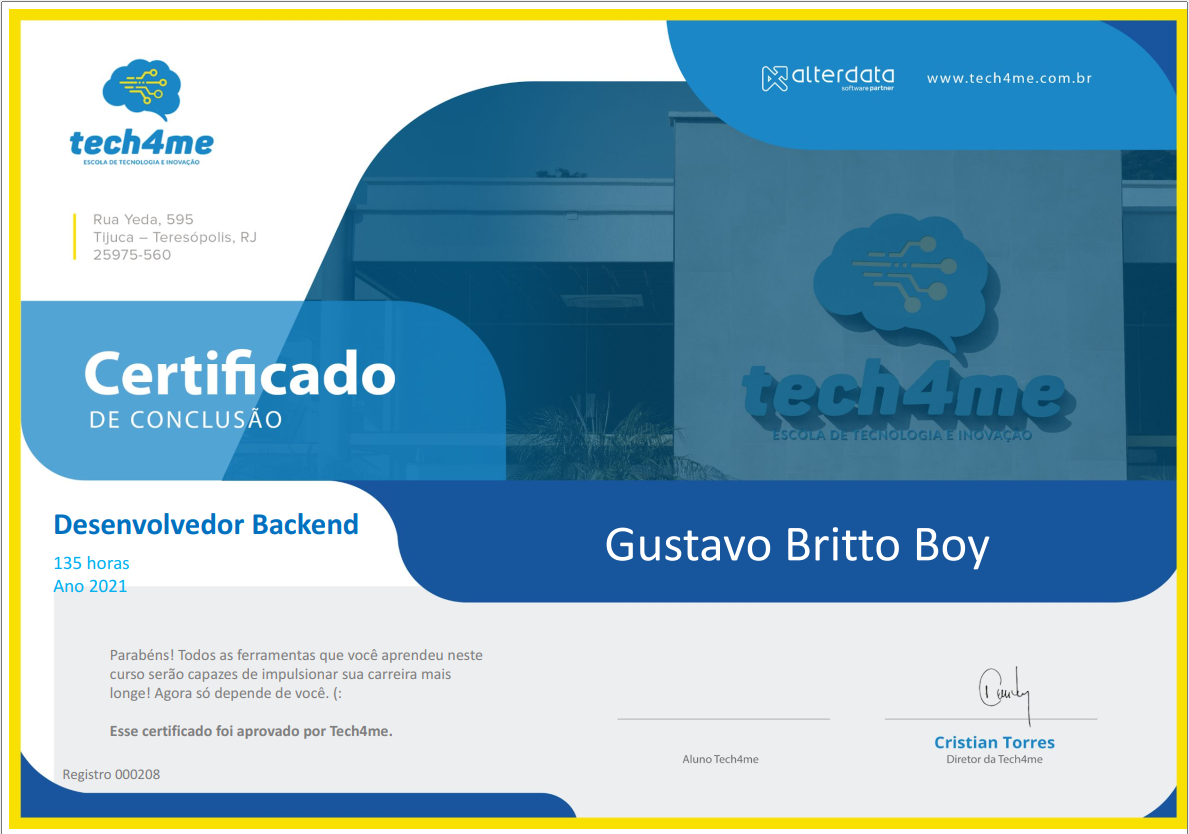 tech4me
ESCOLA DE TECNOLOGIA E INOVAÇÃO
alterdata
software partner
www.tech4me.com.br
Rua Yeda, 595
Tijuca – Teresópolis, RJ
25975-560
tech4me
ESCOLA DE TECNOLOGIA E INOVAÇÃO
Certificado
DE CONCLUSÃO
Desenvolvedor Backend
135 horas
Ano 2021
Gustavo Britto Boy
Parabéns! Todos as ferramentas que você aprendeu neste
curso serão capazes de impulsionar sua carreira mais
longe! Agora só depende de você. (:
Esse certificado foi aprovado por Tech4me.
Registro 000208
Aluno Tech4me
Cristian Torres
Diretor da Tech4me